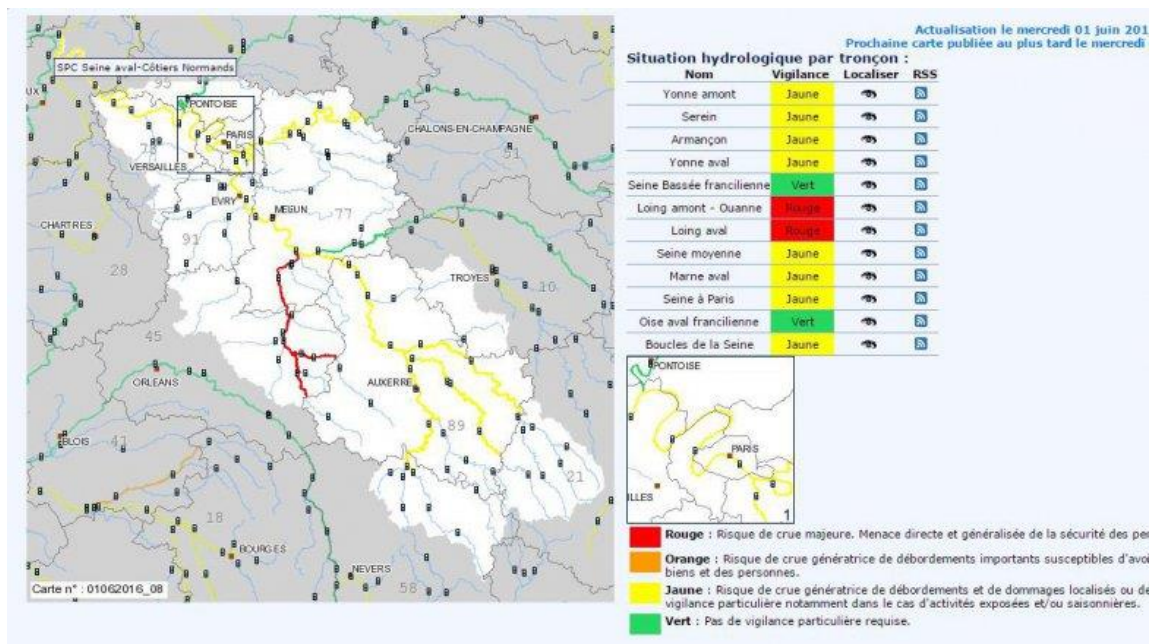 Actualisation le mercredi 01 juin 201
Prochaine carte publiée au plus tard le mercredi
Situation hydrologique par tronçon :
Nom Vigilance Localiser RSS
Yonne amont Jaune
Serein Jaune
Armançon Jaune
Yonne aval Jaune
Seine Bassée francilienne Vert
Loing amont - Ouanne Rouge
Loing aval Rouge
Seine moyenne Jaune
Marne aval Jaune
Seine à Paris Jaune
Oise aval francilienne Vert
Boucles de la Seine Jaune
SPC Seine aval-Côtiers Normands
95
PONTOISE
PARIS
VERSAILLES
78
CHALONS-EN-CHAMPAGNE
51
EVRY
MELUN
77
CHARTRES
91
28
TROYES
10
45
ORLEANS
AUXERRE
89
BLOIS
41
21
18
BOURGES
NEVERS
58
Carte n° : 01062016_08
PONTOISE
PARIS
ILLES
1
Rouge : Risque de crue majeure. Menace directe et généralisée de la sécurité des per
Orange : Risque de crue génératrice de débordements importants susceptibles d'avoi
biens et des personnes.
Jaune : Risque de crue génératrice de débordements et de dommages localisés ou de
vigilance particulière notamment dans le cas d'activités exposées et/ou saisonnières.
Vert : Pas de vigilance particulière requise.